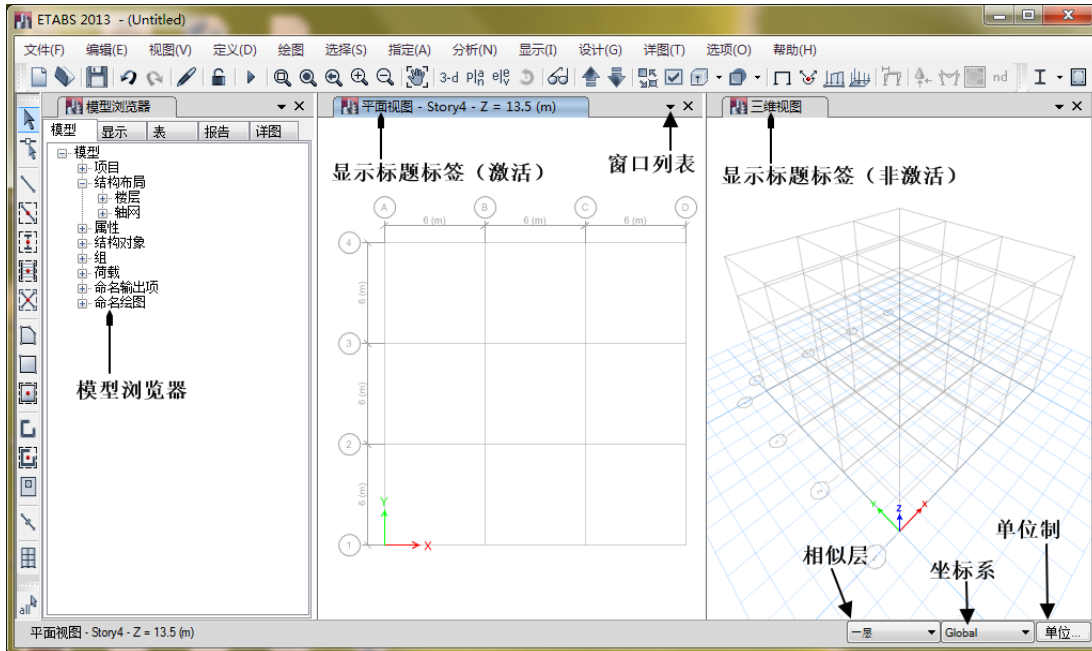 ETABS 2013 - (Untitled)
文件(F) 编辑(E) 视图(V) 定义(D) 绘图 选择(S) 指定(A) 分析(N) 显示(I) 设计(G) 详图(T) 选项(O) 帮助(H)
3-d pla n ele v nd
模型浏览器
平面视图 - Story4 - Z = 13.5 (m)
三维视图
模型 显示 表 报告 详图
模型
项目
结构布局
楼层
轴网
属性
结构对象
组
荷载
命名输出项
命名绘图
模型浏览器
显示标题标签（激活）
窗口列表
显示标题标签（非激活）
A B C D
6 (m) 6 (m) 6 (m)
4
6 (m)
3
6 (m)
2
6 (m)
1
Y
X
Y Z X
相似层
坐标系
单位制
all
平面视图 - Story4 - Z = 13.5 (m)
一层 Global 单位...